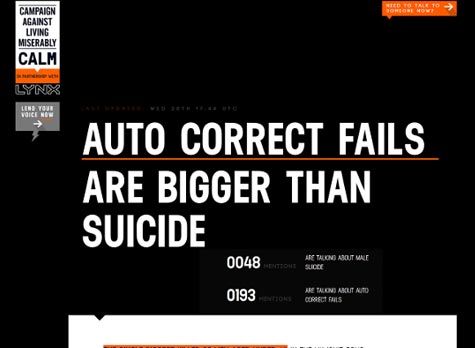 CAMPAIGN
AGAINST
LIVING
MISERABLY
CALM
IN PARTNERSHIP WITH
LYNX
LEND YOUR
VOICE NOW
NEED TO TALK TO
SOMEONE NOW?
LAST UPDATED: WED 28TH 17.44 UTC
AUTO CORRECT FAILS
ARE BIGGER THAN
SUICIDE
0048 MENTIONS ARE TALKING ABOUT MALE
SUICIDE
0193 MENTIONS ARE TALKING ABOUT AUTO
CORRECT FAILS